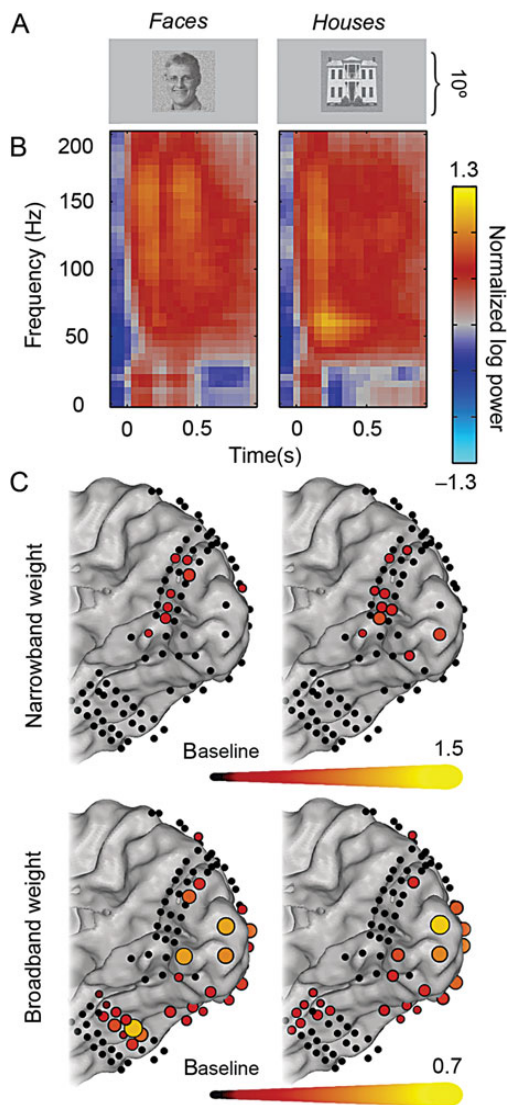 A
Faces
Houses
10º
B
200
150
100
50
0
Frequency (Hz)
0
0.5
0
0.5
Time(s)
1.3
Normalized log power
–1.3
C
Narrowband weight
Baseline
1.5
Broadband weight
Baseline
0.7